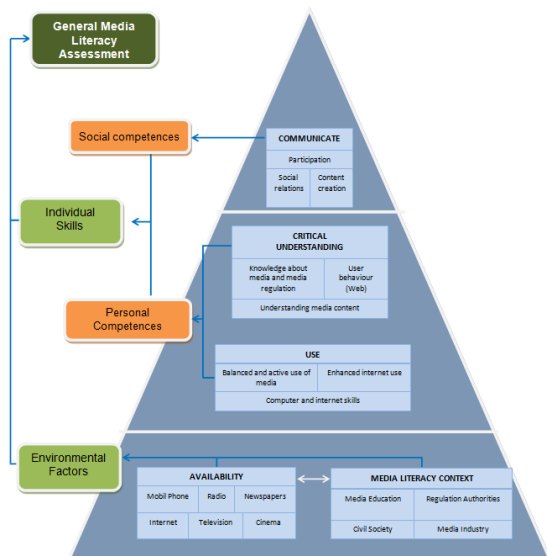 General Media
Literacy
Assessment
Social competences
COMMUNICATE
Participation
Social
relations
Content
creation
Individual
Skills
CRITICAL
UNDERSTANDING
Knowledge about
media and media
regulation
User
behaviour
(Web)
Understanding media content
Personal
Competences
USE
Balanced and active use of
media
Enhanced internet use
Computer and internet skills
Environmental
Factors
AVAILABILITY
Mobil Phone
Radio
Newspapers
Internet
Television
Cinema
MEDIA LITERACY CONTEXT
Media Education
Regulation Authorities
Civil Society
Media Industry